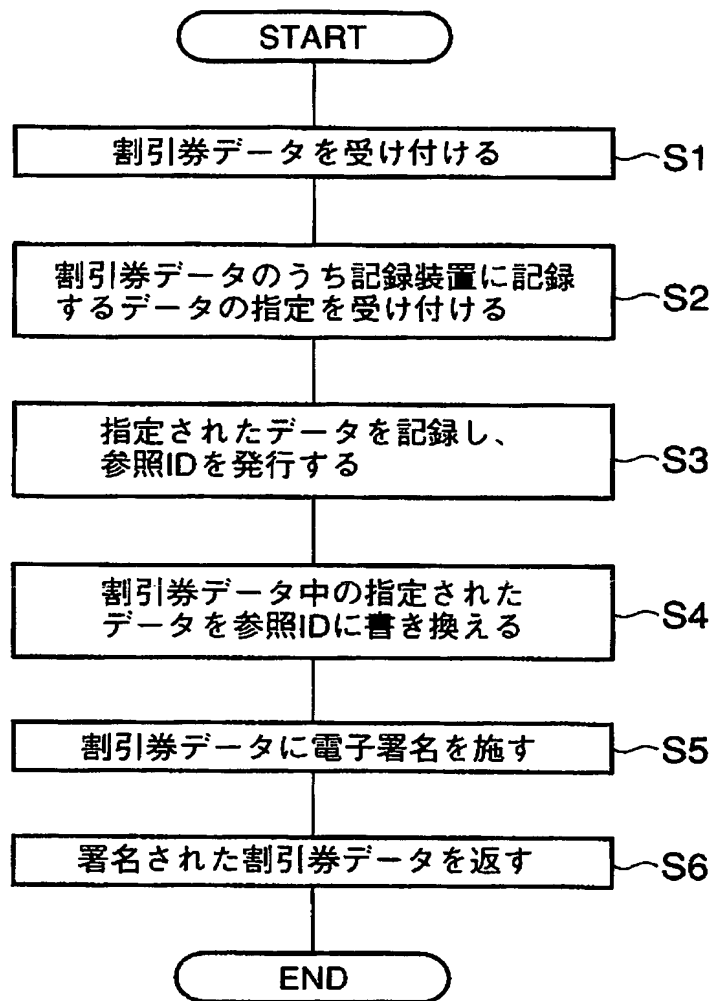 START
割引券データを受け付ける
S1
割引券データのうち記録装置に記録
するデータの指定を受け付ける
S2
指定されたデータを記録し、
参照IDを発行する
S3
割引券データ中の指定された
データを参照IDに書き換える
S4
割引券データに電子署名を施す
S5
署名された割引券データを返す
S6
END